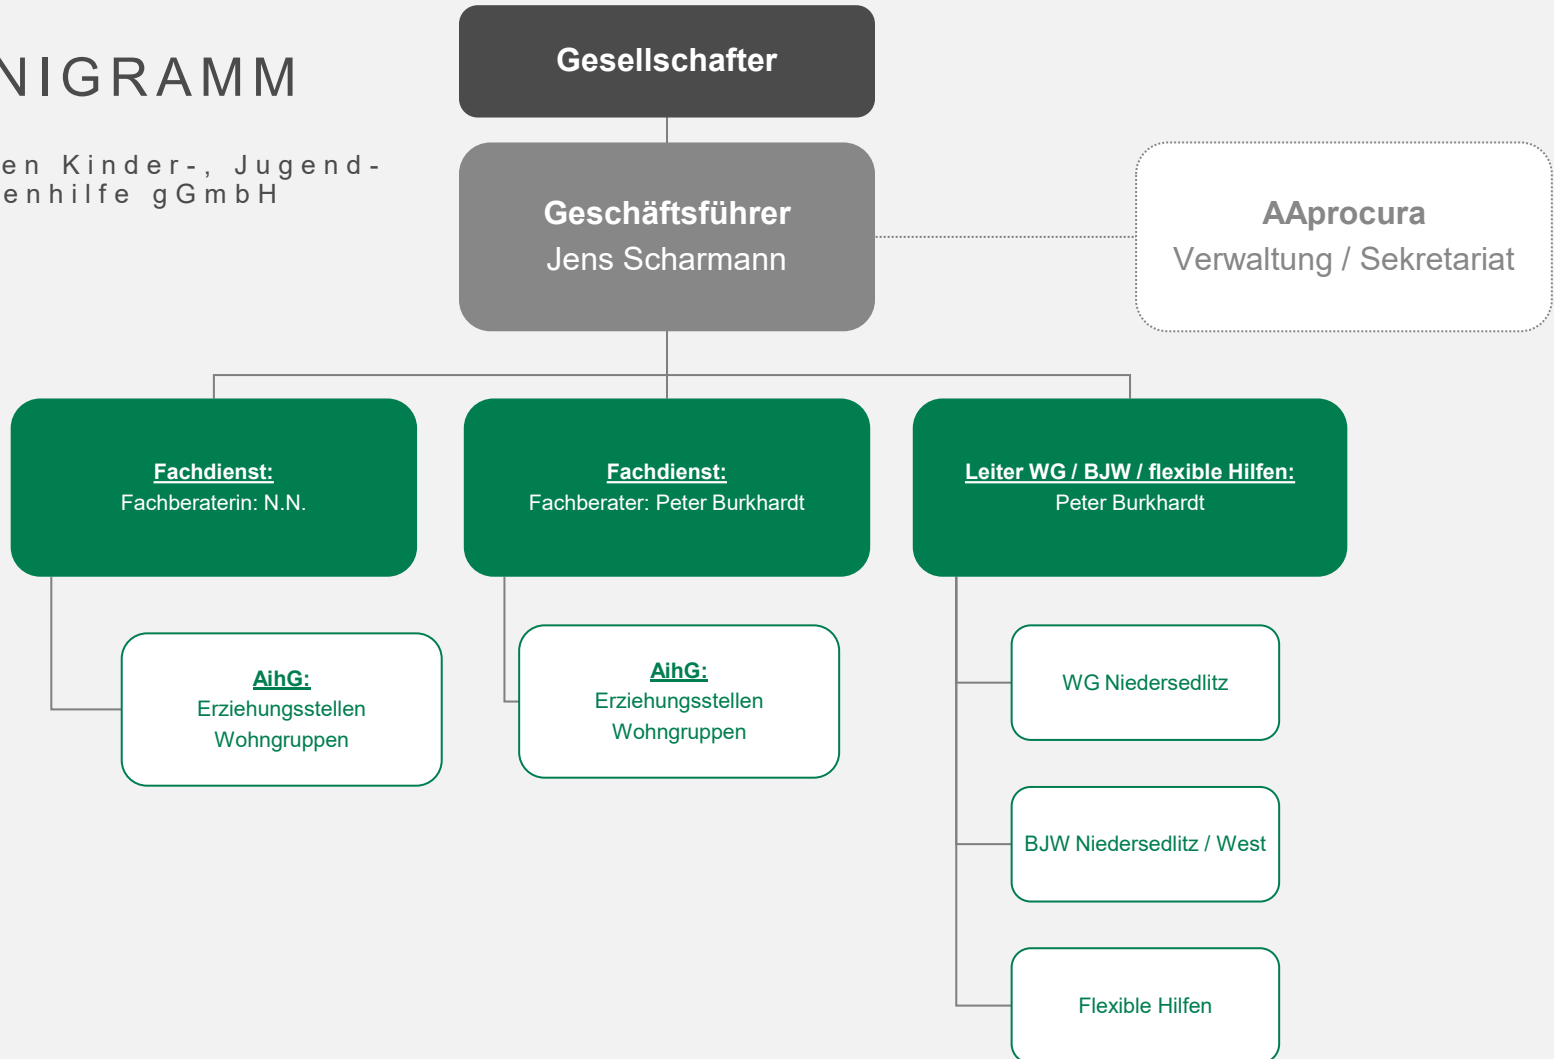 NIGRAMM
en Kinder-, Jugend-
enhilfe gGmbH
Gesellschafter
Geschäftsführer
Jens Scharmann
AAprocura
Verwaltung / Sekretariat
Fachdienst:
Fachberaterin: N.N.
Fachdienst:
Fachberater: Peter Burkhardt
Leiter WG / BJW / flexible Hilfen:
Peter Burkhardt
AihG:
Erziehungsstellen
Wohngruppen
AihG:
Erziehungsstellen
Wohngruppen
WG Niedersedlitz
BJW Niedersedlitz / West
Flexible Hilfen